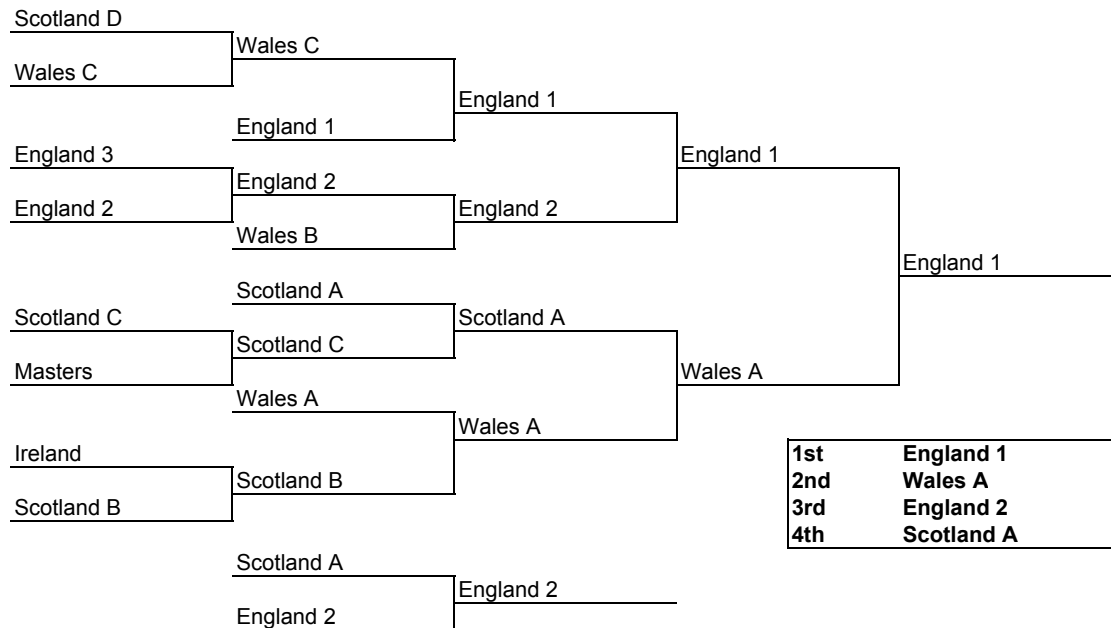 Scotland D
Wales C
Wales C
England 1
England 1
England 3
England 1
England 2
England 2
England 2
Wales B
England 1
Scotland A
Scotland C
Scotland A
Scotland C
Masters
Wales A
Wales A
Wales A
Ireland
1st England 1
Scotland B
2nd Wales A
Scotland B
3rd England 2
4th Scotland A
Scotland A
England 2
England 2